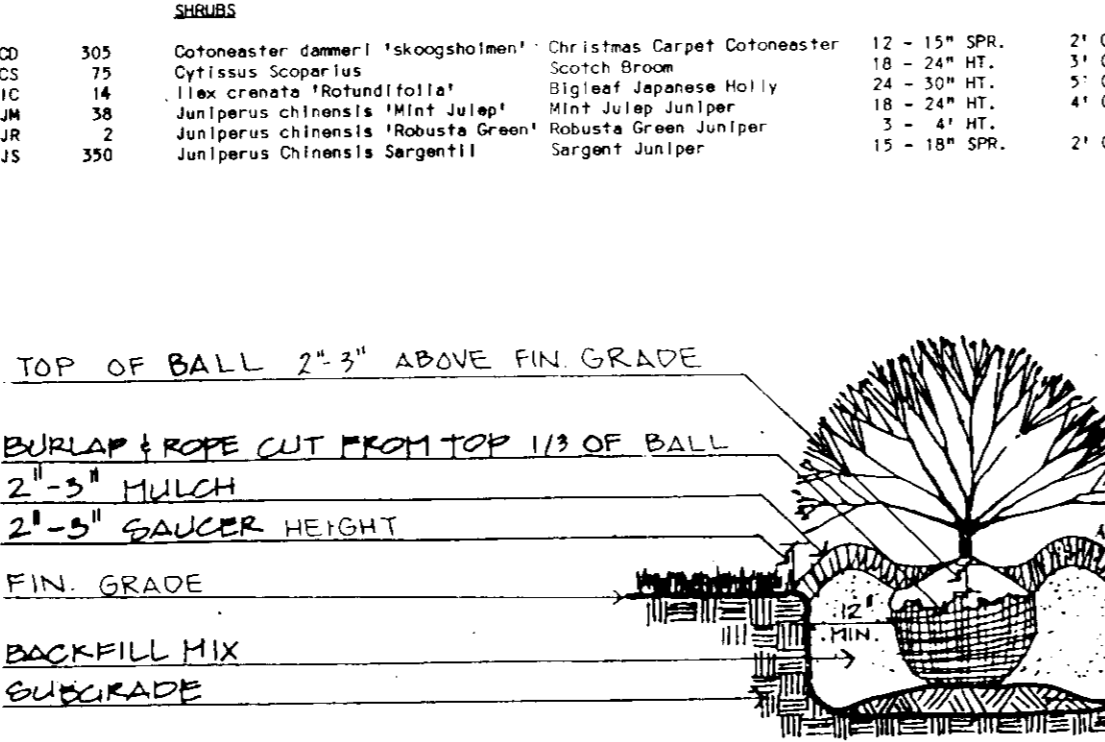 SHRUBS
CD 305 Cotoneaster dammeri 'skoogsholmen' Christmas Carpet Cotoneaster 12 - 15" SPR. 2'
CS 75 Cytissus Scoparius Scotch Broom 18 - 24" HT. 3'
IC 14 Ilex crenata 'Rotundifolia' Bigleaf Japanese Holly 24 - 30" HT. 5'
JM 38 Juniperus chinensis 'Mint Julep' Mint Julep Juniper 18 - 24" HT. 4'
JR 2 Juniperus chinensis 'Robusta Green' Robusta Green Juniper 3 - 4' HT.
JS 350 Juniperus Chinensis Sargentii Sargent Juniper 15 - 18" SPR. 2'
TOP OF BALL 2"-3" ABOVE FIN. GRADE
BURLAP & ROPE CUT FROM TOP 1/3 OF BALL
2"-3" MULCH
2"-3" SAUCER HEIGHT
FIN. GRADE
12"
MIN.
BACKFILL MIX
SUBGRADE